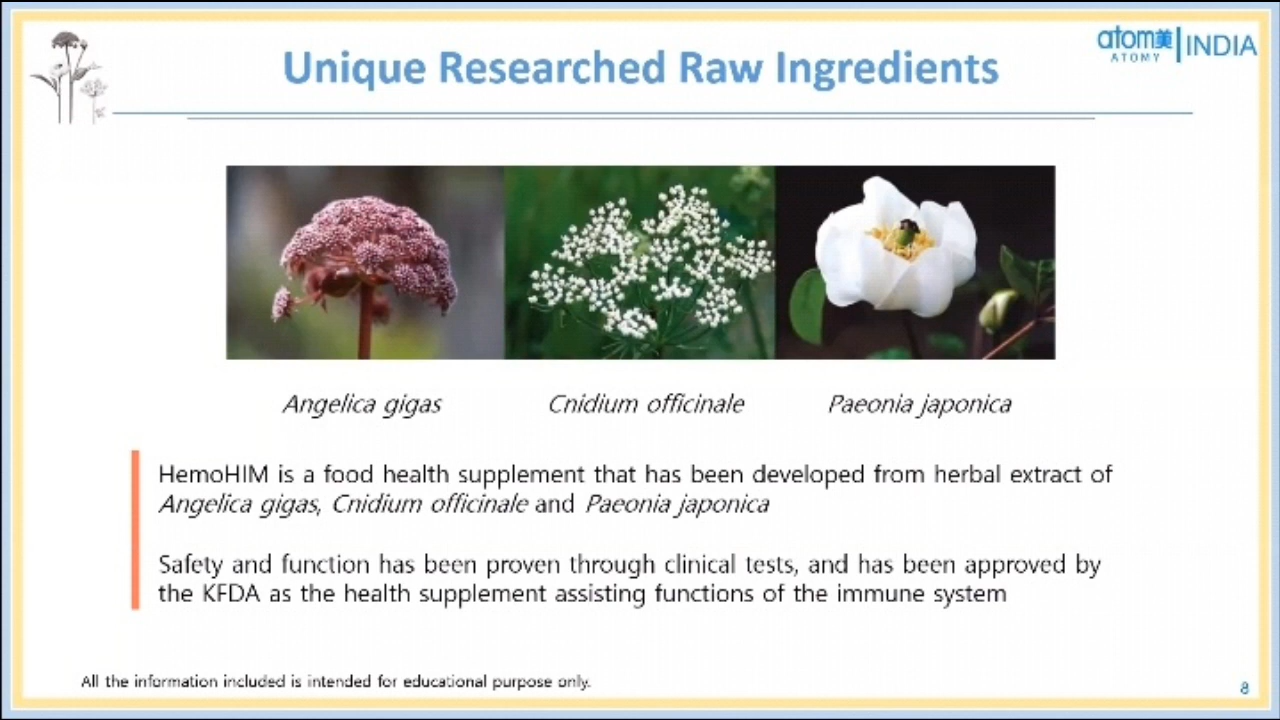 Unique Researched Raw Ingredients
atom美 | INDIA
ATOMY
Angelica gigas
Cnidium officinale
Paeonia japonica
HemoHIM is a food health supplement that has been developed from herbal extract of
Angelica gigas, Cnidium officinale and Paeonia japonica
Safety and function has been proven through clinical tests, and has been approved by
the KFDA as the health supplement assisting functions of the immune system
All the information included is intended for educational purpose only.
8